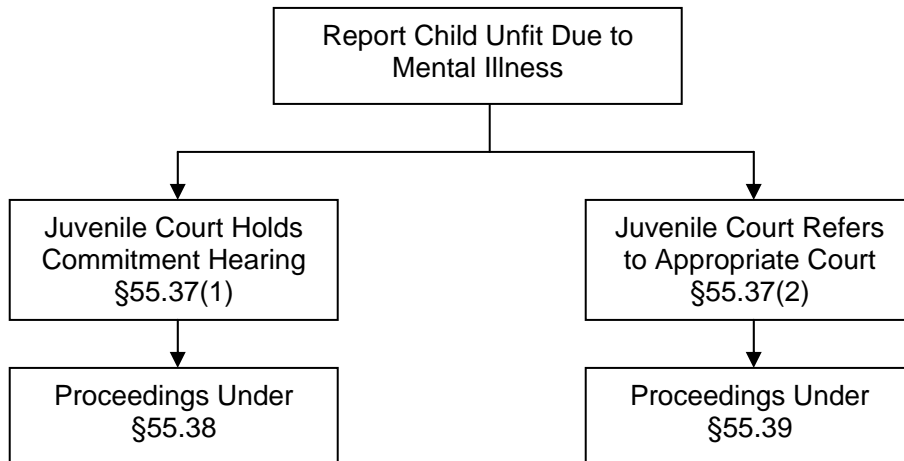 Report Child Unfit Due to
Mental Illness
Juvenile Court Holds
Commitment Hearing
§55.37(1)
Juvenile Court Refers
to Appropriate Court
§55.37(2)
Proceedings Under
§55.38
Proceedings Under
§55.39